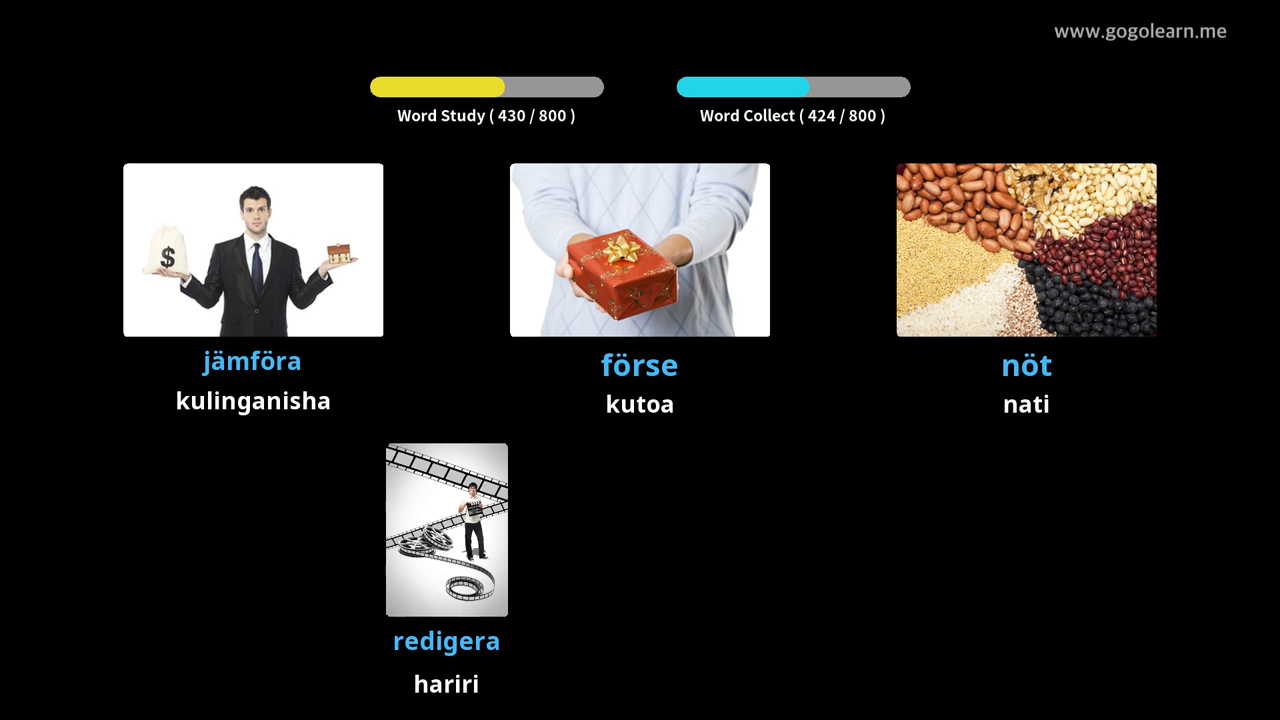 www.gogolearn.me
Word Study ( 430 / 800 )
Word Collect ( 424 / 800 )
$
jämföra
kulinganisha
förse
kutoa
nöt
nati
redigera
hariri